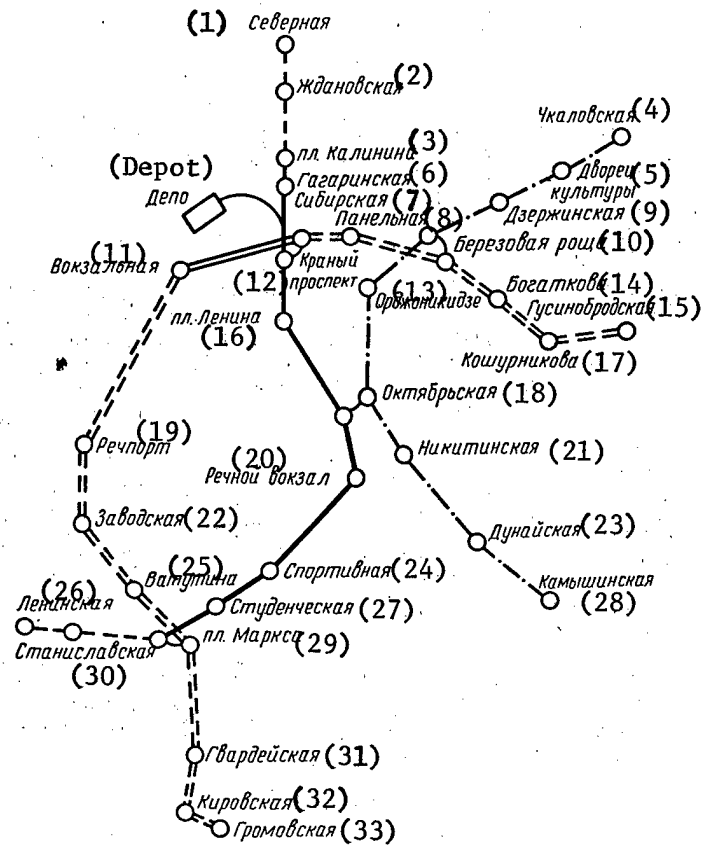 (1) Северная
Ждановская (2)
Чкаловская (4)
пл. Калинина (3)
(Depot)
Гагаринская (6)
Дворец (5)
культуры
Депо
Сибирская (7)
Панельная (8)
Дзержинская (9)
(11)
Вокзальная
Березовая роща (10)
(12) Краный
проспект
(13)
Орджоникидзе
Богаткова (14)
Гусинобродская (15)
пл. Ленина
(16)
Кошурникова (17)
Октябрьская (18)
(19)
Речпорт
Никитинская (21)
(20)
Речной вокзал
Заводская (22)
Дунайская (23)
(25)
Ватутина
Спортивная (24)
(26)
Ленинская
Камышинская
(28)
Студенческая (27)
пл. Маркса (29)
Станиславская
(30)
Гвардейская (31)
Кировская (32)
Громовская (33)